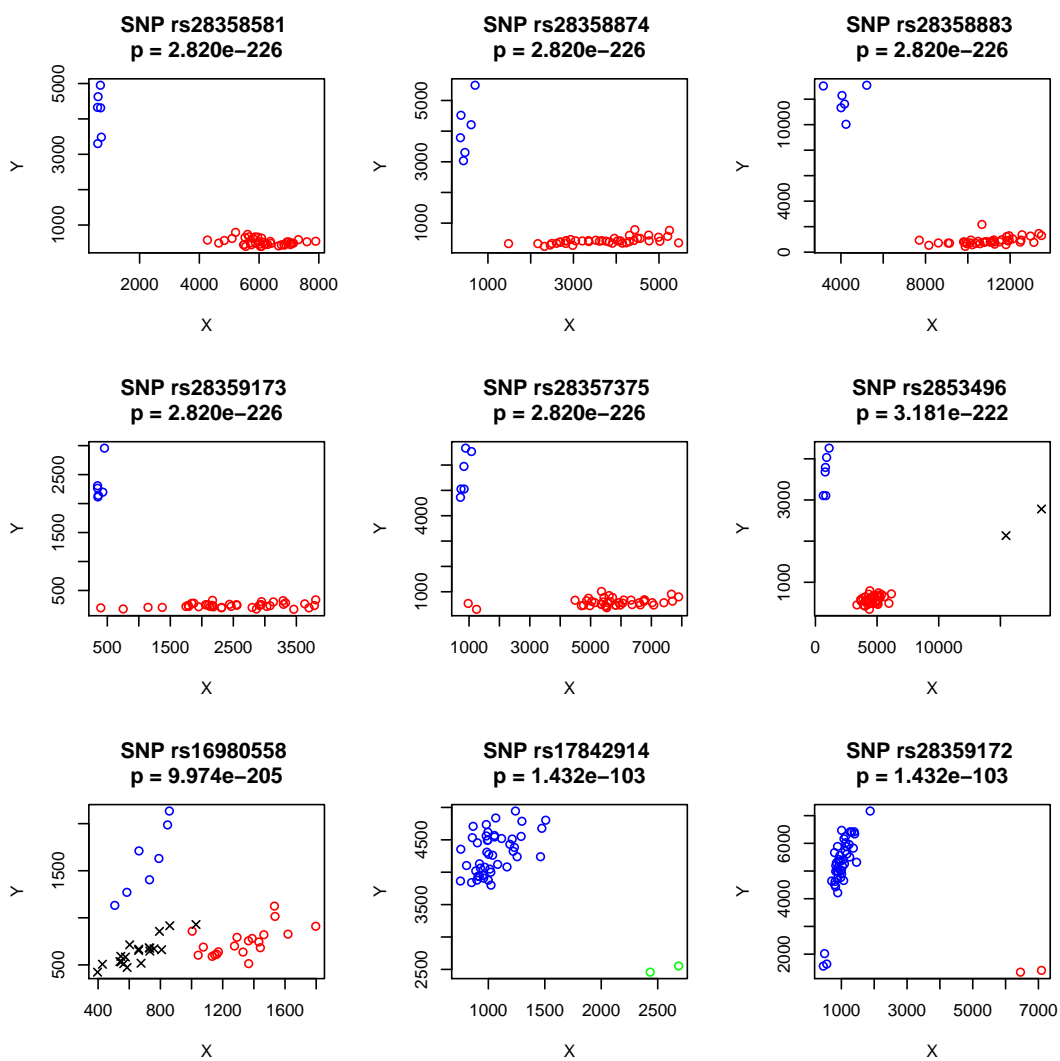 SNP rs28358581
p = 2.820e−226
1000 3000 5000
Y
2000 4000 6000 8000
X
SNP rs28358874
p = 2.820e−226
1000 3000 5000
Y
1000 3000 5000
X
SNP rs28358883
p = 2.820e−226
0 4000 10000
Y
4000 8000 12000
X
SNP rs28359173
p = 2.820e−226
500 1500 2500
Y
500 1500 2500 3500
X
SNP rs28357375
p = 2.820e−226
1000 4000
Y
1000 3000 5000 7000
X
SNP rs2853496
p = 3.181e−222
1000 3000
Y
0 5000 10000
X
SNP rs16980558
p = 9.974e−205
500 1500
Y
400 800 1200 1600
X
SNP rs17842914
p = 1.432e−103
2500 3500 4500
Y
1000 1500 2000 2500
X
SNP rs28359172
p = 1.432e−103
2000 4000 6000
Y
1000 3000 5000 7000
X